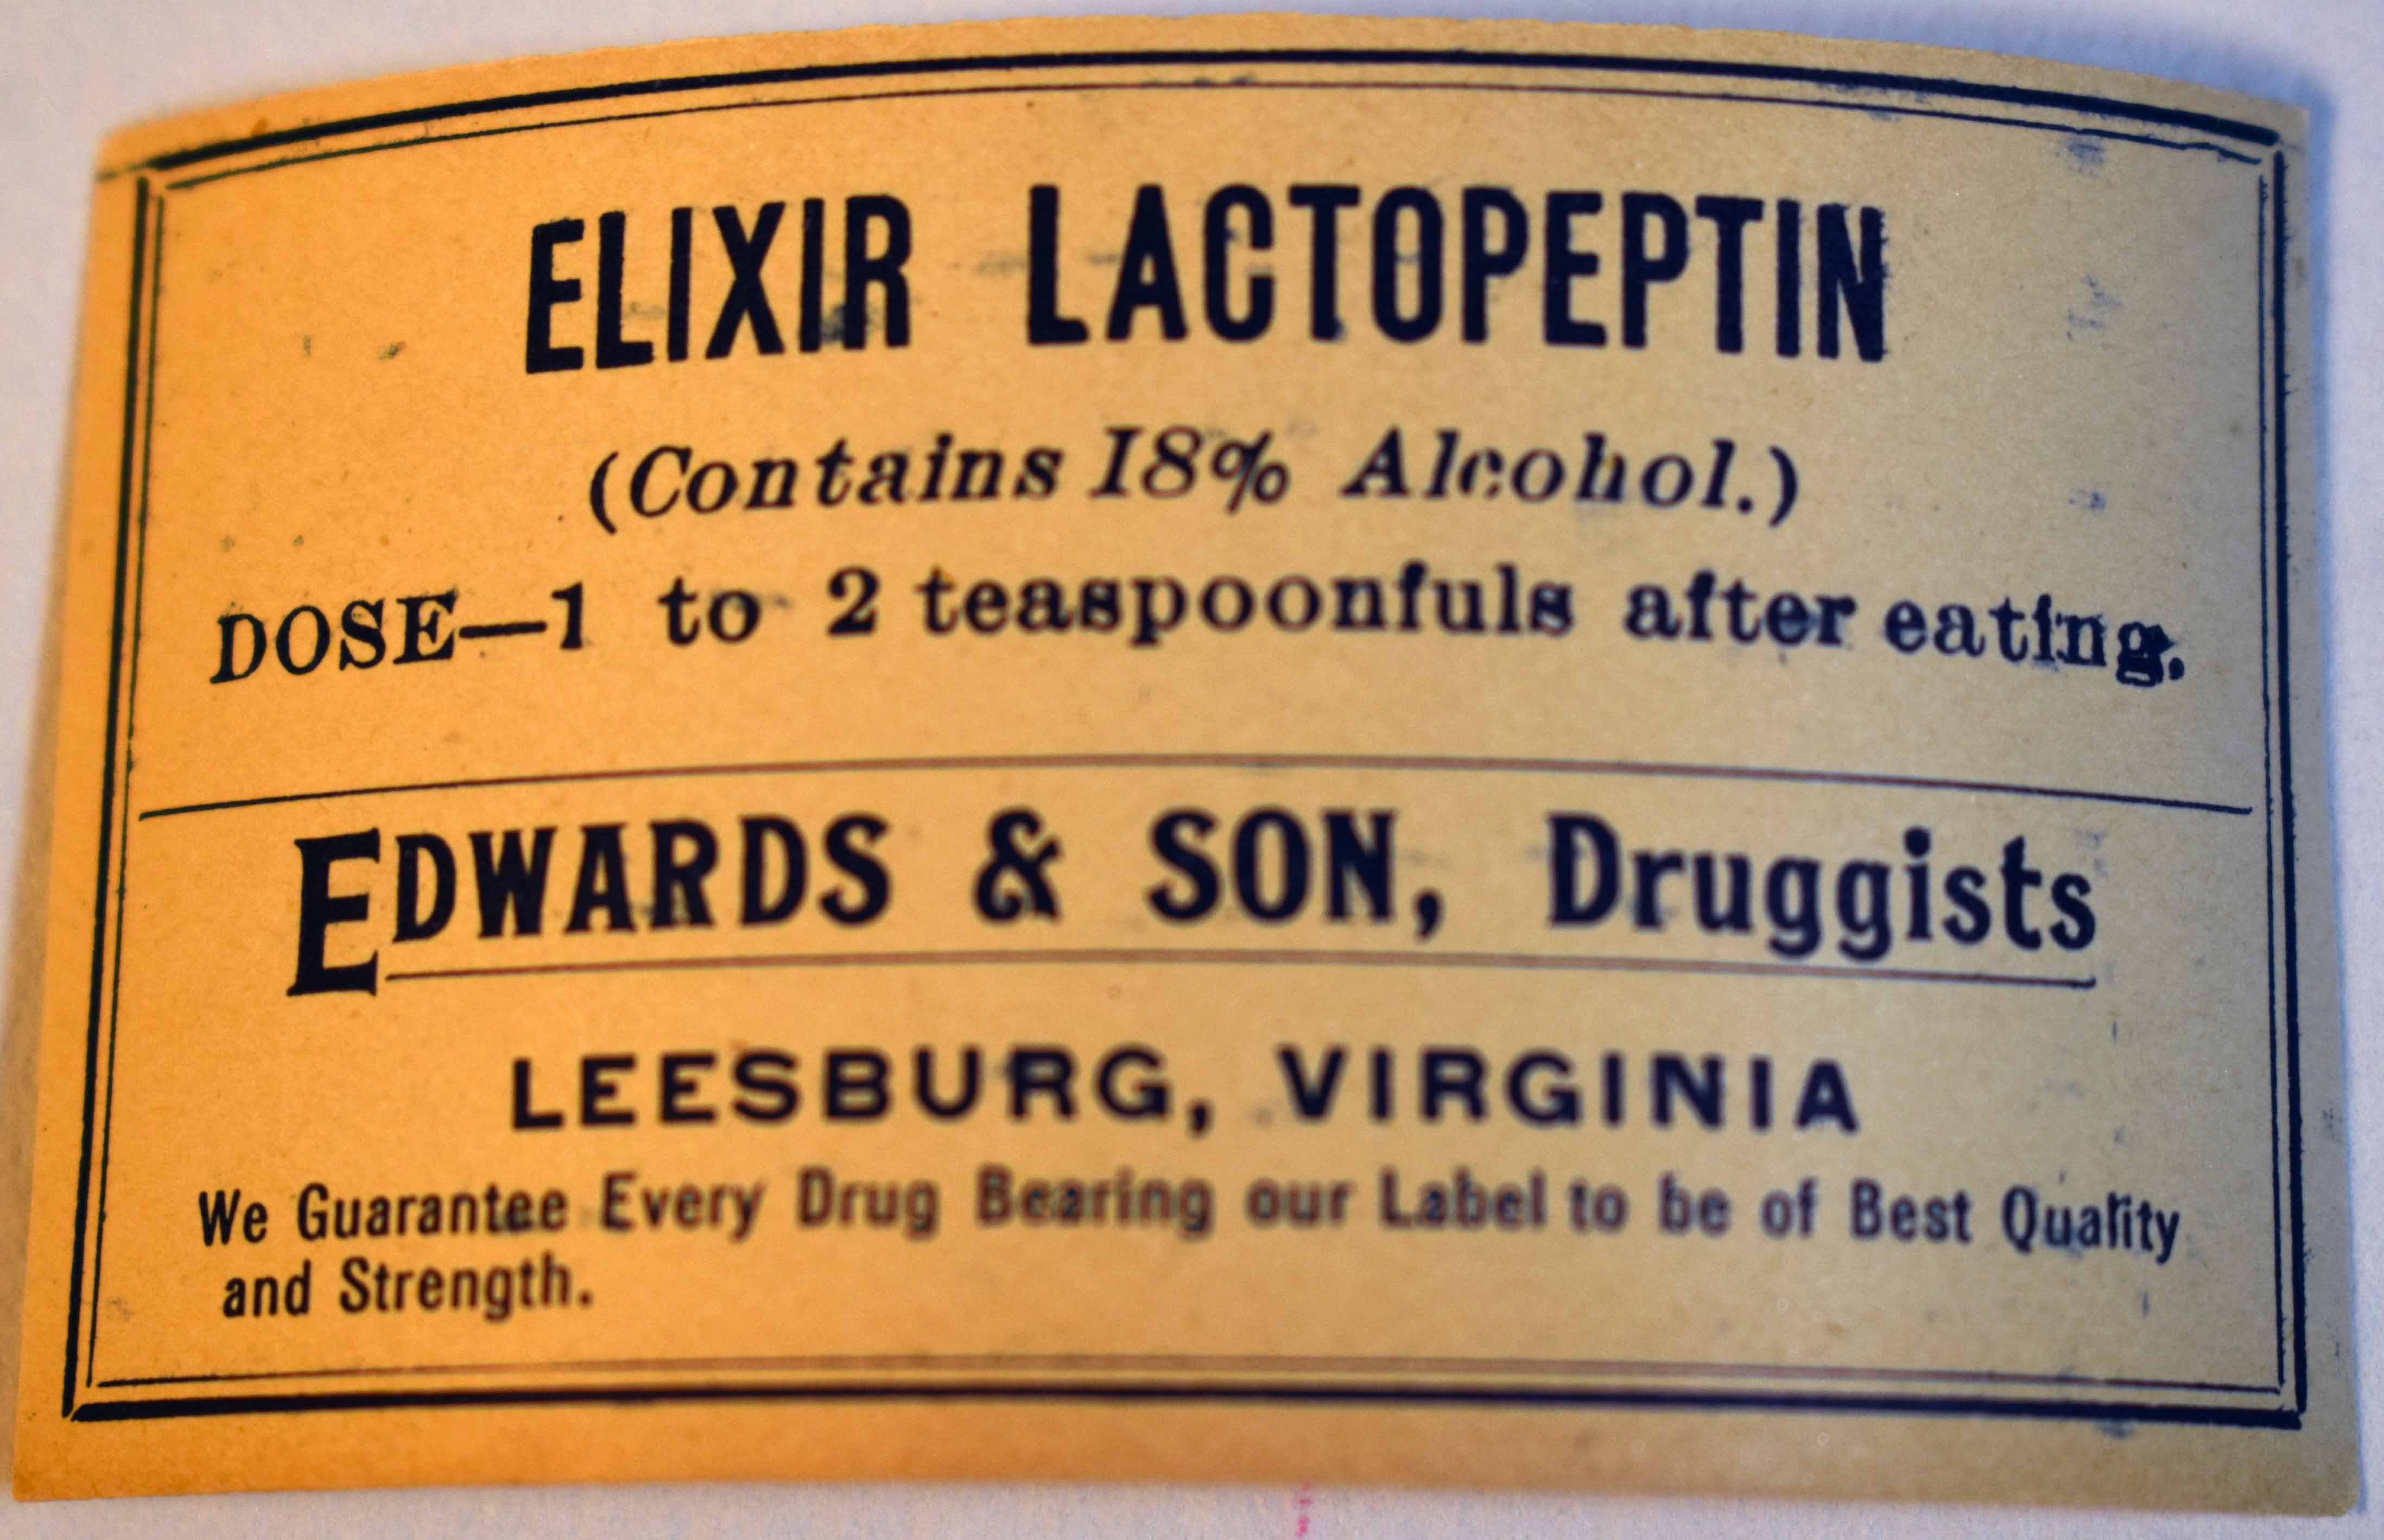 ELIXIR LACTOPEPTIN
(Contains 18% Alcohol.)
DOSE—1 to 2 teaspoonfuls after eating.
EDWARDS & SON, Druggists
LEESBURG, VIRGINIA
We Guarantee Every Drug Bearing our Label to be of Best Quality
and Strength.